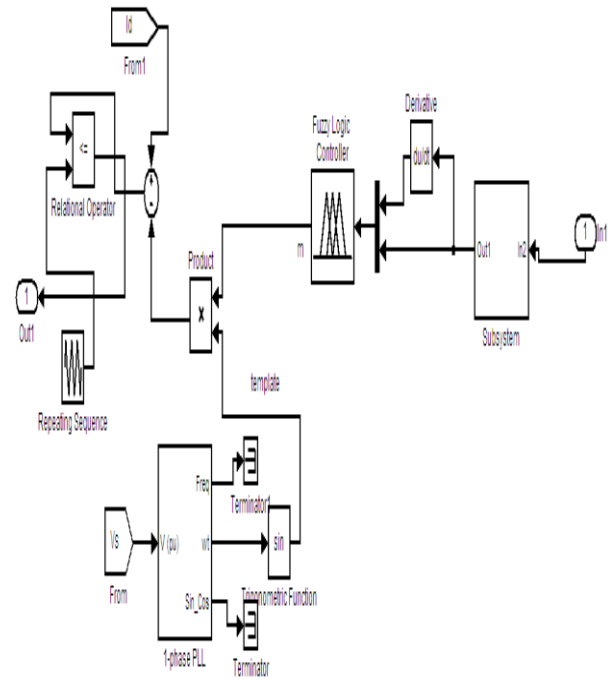 Id
From1
Derivative
du/dt
Fuzzy Logic
Controller
<=
Relational Operator
+
-
m
Out1
In2
1
In1
Subsystem
Product
x
1
Out1
Repeating Sequence
template
Freq
Terminator1
Vs
From
V (pu)
wt
sin
Trigonometric Function
Sin_Cos
1-phase PLL
Terminator